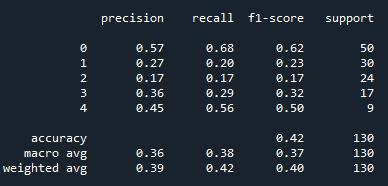 precision recall f1-score support
0 0.57 0.68 0.62 50
1 0.27 0.20 0.23 30
2 0.17 0.17 0.17 24
3 0.36 0.29 0.32 17
4 0.45 0.56 0.50 9
accuracy 0.42 130
macro avg 0.36 0.38 0.37 130
weighted avg 0.39 0.42 0.40 130